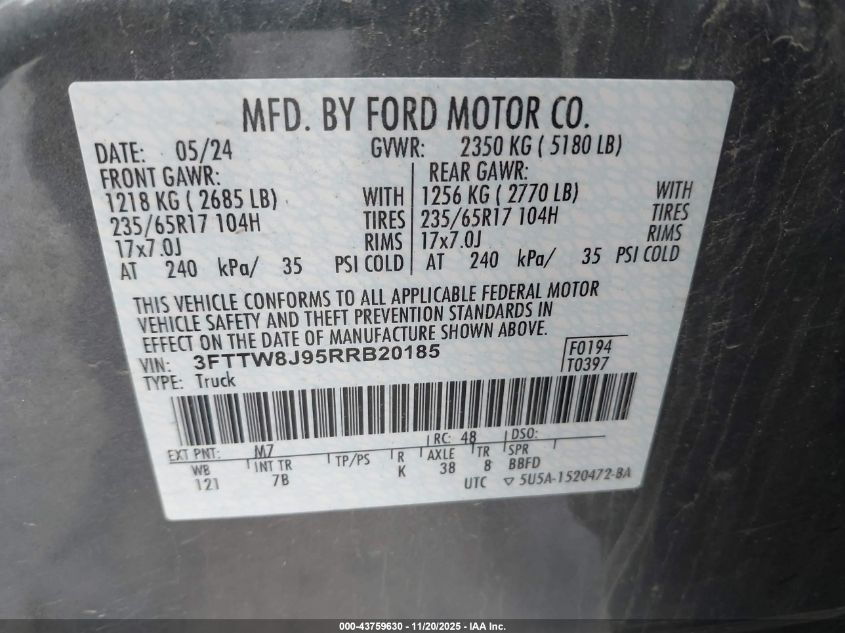 MFD. BY FORD MOTOR CO.
DATE: 05/24 GVWR: 2350 KG ( 5180 LB)
FRONT GAWR: REAR GAWR:
1218 KG ( 2685 LB) WITH 1256 KG ( 2770 LB) WITH
235/65R17 104H TIRES 235/65R17 104H TIRES
17x7.0J RIMS 17x7.0J RIMS
AT 240 kPa/ 35 PSI COLD AT 240 kPa/ 35 PSI COLD
THIS VEHICLE CONFORMS TO ALL APPLICABLE FEDERAL MOTOR
VEHICLE SAFETY AND THEFT PREVENTION STANDARDS IN
EFFECT ON THE DATE OF MANUFACTURE SHOWN ABOVE.
VIN: 3FTTW8J95RRB20185 F0194
TYPE: Truck T0397
EXT PNT: M7 RC: 48 DSO:
WB INT TR TP/PS R AXLE TR SPR
121 7B K 38 8 BBFD
UTC ▽ 5U5A-1520472-BA
000-43759630 - 11/20/2025 - IAA Inc.